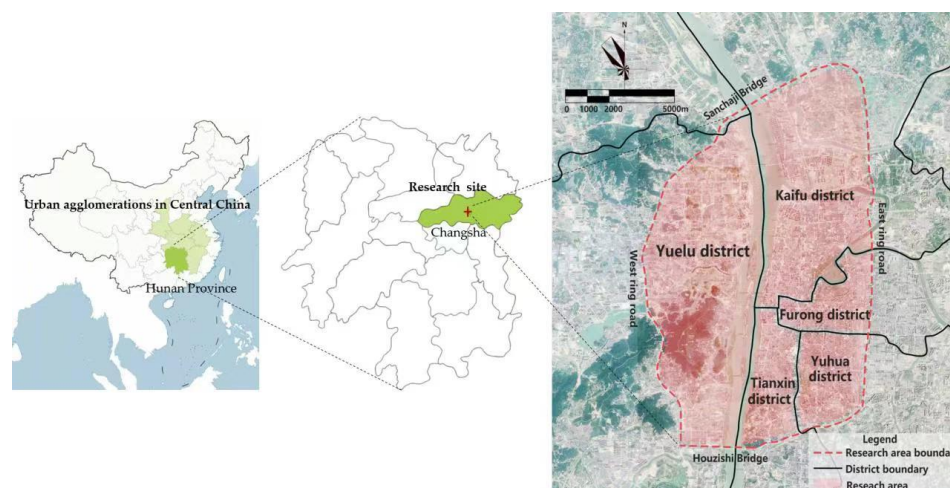 Urban agglomerations in Central China
Hunan Province
Research site
Changsha
N
0 1000 2000 5000m
Sanchaji Bridge
Kaifu district
East ring road
Yuelu district
West ring road
Furong district
Yuhua
district
Tianxin
district
Houzishi Bridge
Legend
Research area bounda
District boundary
Reseach area